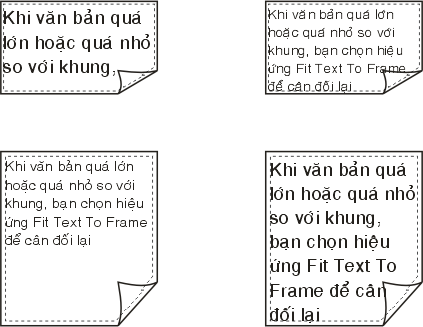 Khi văn bản quá
lớn hoặc quá nhỏ
so với khung,
Khi văn bản quá lớn
hoặc quá nhỏ so với
khung, bạn chọn hiệu
ứng Fit Text To Frame
để cân đối lại
Khi văn bản quá lớn
hoặc quá nhỏ so với
khung, bạn chọn hiệu
ứng Fit Text To Frame
để cân đối lại
Khi văn bản quá
lớn hoặc quá nhỏ
so với khung,
bạn chọn hiệu
ứng Fit Text To
Frame để cân
đối lại